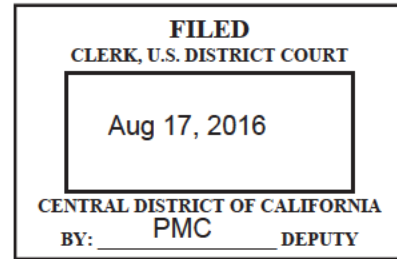 FILED
CLERK, U.S. DISTRICT COURT
Aug 17, 2016
CENTRAL DISTRICT OF CALIFORNIA
BY: PMC DEPUTY